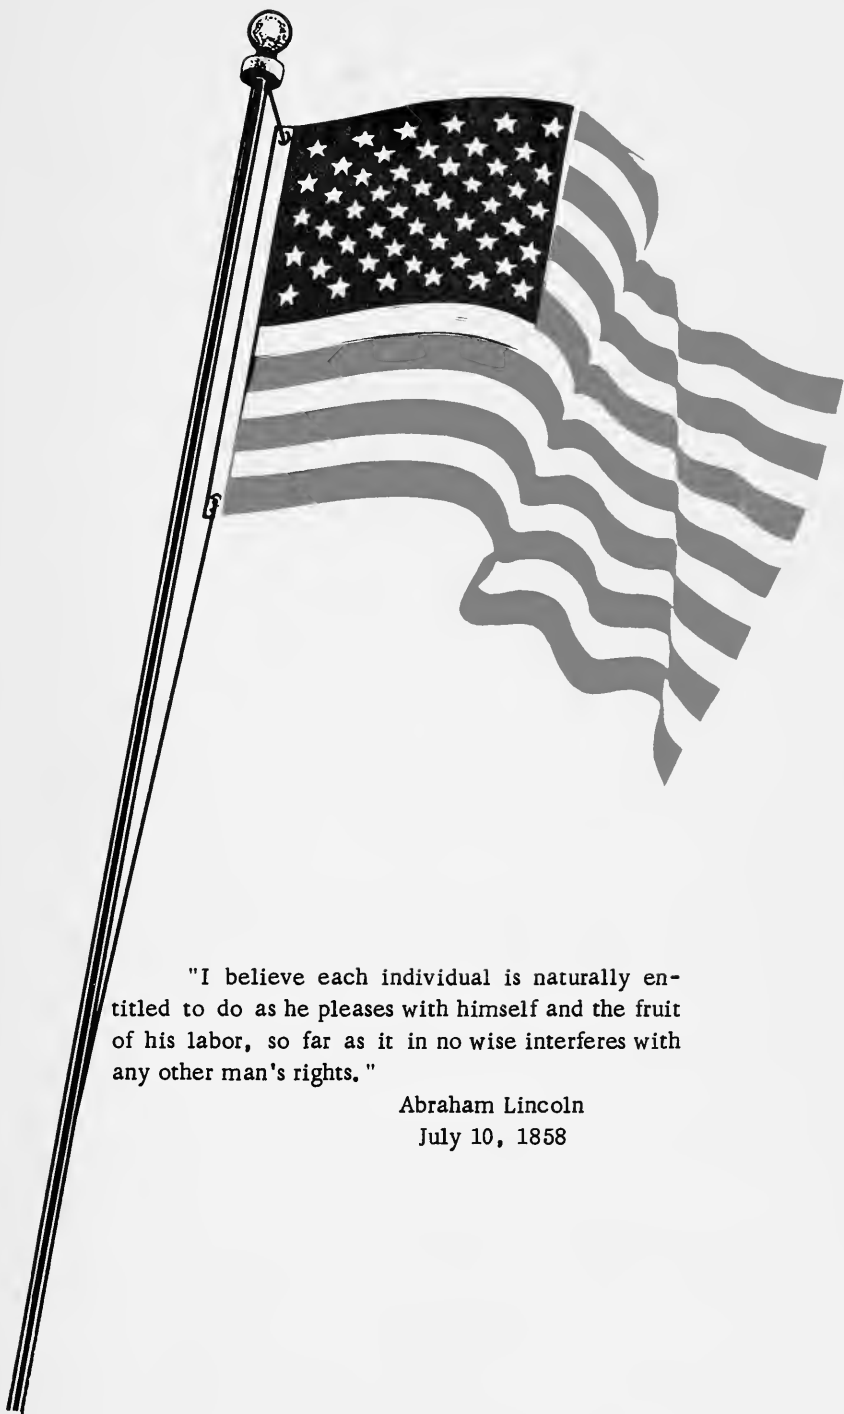 "I believe each individual is naturally en-
titled to do as he pleases with himself and the fruit
of his labor, so far as it in no wise interferes with
any other man's rights."
Abraham Lincoln
July 10, 1858